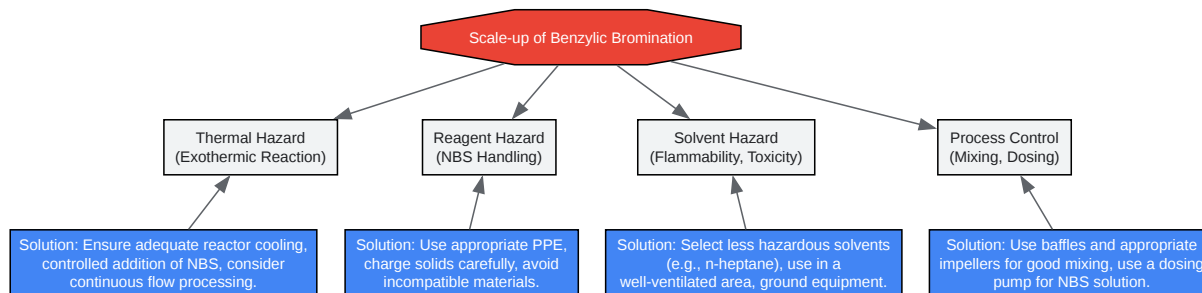 Scale-up of Benzylic Bromination
Thermal Hazard
(Exothermic Reaction)
Reagent Hazard
(NBS Handling)
Solvent Hazard
(Flammability, Toxicity)
Process Control
(Mixing, Dosing)
Solution: Ensure adequate reactor cooling,
controlled addition of NBS, consider
continuous flow processing.
Solution: Use appropriate PPE,
charge solids carefully, avoid
incompatible materials.
Solution: Select less hazardous solvents
(e.g., n-heptane), use in a
well-ventilated area, ground equipment.
Solution: Use baffles and appropriate
impellers for good mixing, use a dosing
pump for NBS solution.